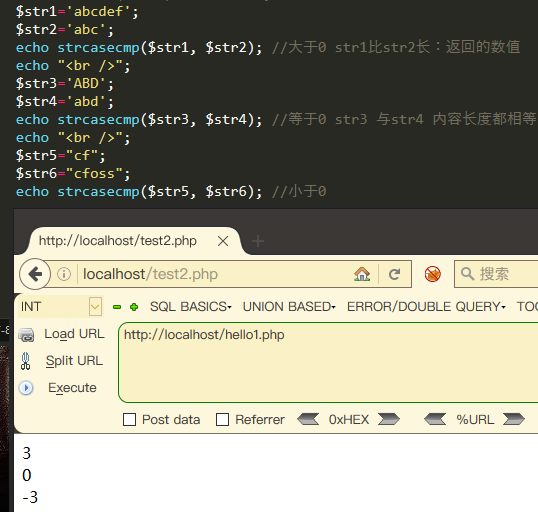 $str1='abcdef';
$str2='abc';
echo strcasecmp($str1, $str2); //大于0 str1比str2长：返回的数值
echo "<br />";
$str3='ABD';
$str4='abd';
echo strcasecmp($str3, $str4); //等于0 str3 与str4 内容长度都相等
echo "<br />";
$str5="cf";
$str6="cfoss";
echo strcasecmp($str5, $str6); //小于0
http://localhost/test2.php
localhost/test2.php 搜索
INT SQL BASICS UNION BASED ERROR/DOUBLE QUERY TOO
Load URL http://localhost/hello1.php
Split URL
Execute
Post data Referrer 0xHEX %URL
3
0
-3